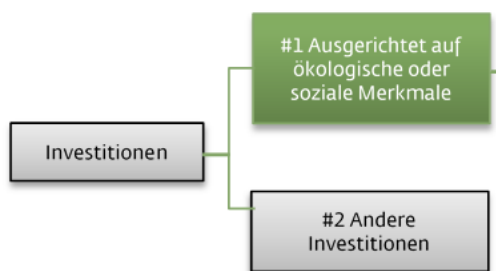 #1 Ausgerichtet auf
ökologische oder
soziale Merkmale
Investitionen
#2 Andere
Investitionen